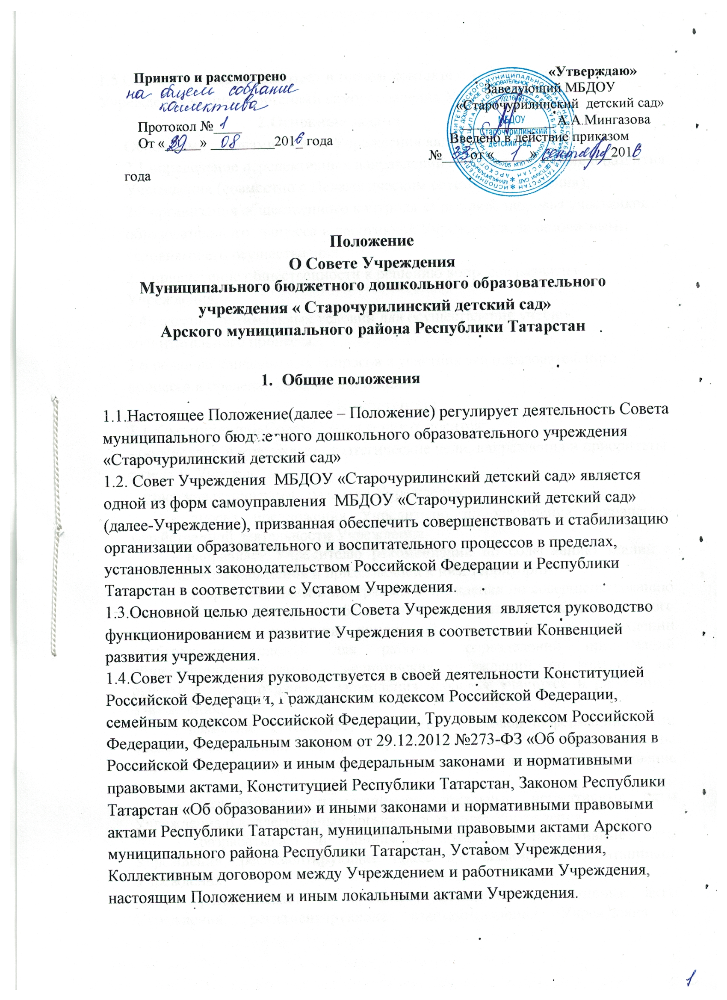 Принято и рассмотрено
на общем собрание
коллектива
Протокол № 1
От « » 08 2016 года
«Утверждаю»
Заведующий МБДОУ
«Старочурилинский детский сад»
А.А.Мингазова
Введено в действие приказом
№ 33 от « 1 » сентября 2016
года
МБДОУ
"Старочурилинский
детский сад"
Положение
О Совете Учреждения
Муниципального бюджетного дошкольного образовательного
учреждения « Старочурилинский детский сад»
Арского муниципального района Республики Татарстан
1. Общие положения
1.1.Настоящее Положение(далее – Положение) регулирует деятельность Совета
муниципального бюджетного дошкольного образовательного учреждения
«Старочурилинский детский сад»
1.2. Совет Учреждения МБДОУ «Старочурилинский детский сад» является
одной из форм самоуправления МБДОУ «Старочурилинский детский сад»
(далее-Учреждение), призванная обеспечить совершенствовать и стабилизацию
организации образовательного и воспитательного процессов в пределах,
установленных законодательством Российской Федерации и Республики
Татарстан в соответствии с Уставом Учреждения.
1.3.Основной целью деятельности Совета Учреждения является руководство
функционированием и развитие Учреждения в соответствии Конвенцией
развития учреждения.
1.4.Совет Учреждения руководствуется в своей деятельности Конституцией
Российской Федерации, Гражданским кодексом Российской Федерации,
семейным кодексом Российской Федерации, Трудовым кодексом Российской
Федерации, Федеральным законом от 29.12.2012 №273-ФЗ «Об образования в
Российской Федерации» и иным федеральным законами и нормативными
правовыми актами, Конституцией Республики Татарстан, Законом Республики
Татарстан «Об образовании» и иными законами и нормативными правовыми
актами Республики Татарстан, муниципальными правовыми актами Арского
муниципального района Республики Татарстан, Уставом Учреждения,
Коллективным договором между Учреждением и работниками Учреждения,
настоящим Положением и иным локальными актами Учреждения.
1